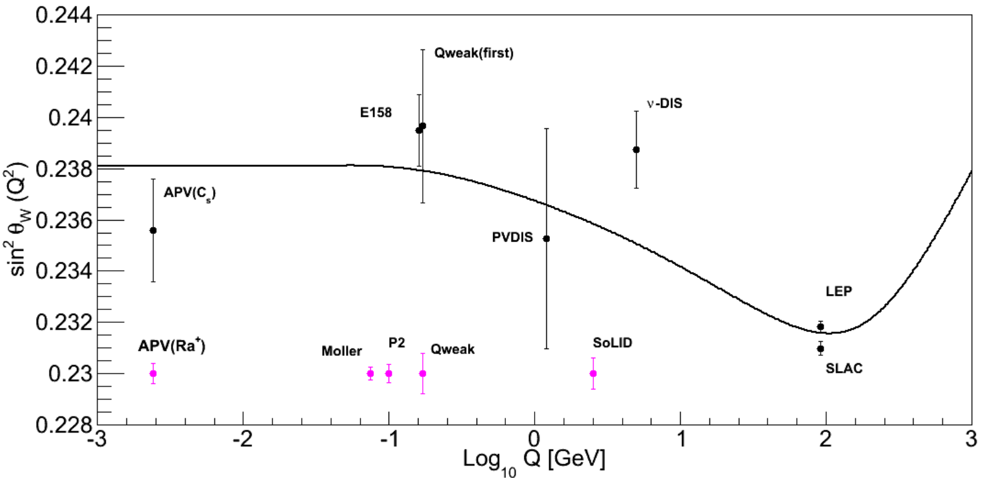 0.244
0.242
0.24
0.238
0.236
0.234
0.232
0.23
0.228
sin² θ_W (Q²)
Qweak(first)
E158
ν-DIS
APV(C_s)
PVDIS
LEP
APV(Ra⁺)
Moller
P2
Qweak
SoLID
SLAC
-3 -2 -1 0 1 2 3
Log₁₀ Q [GeV]